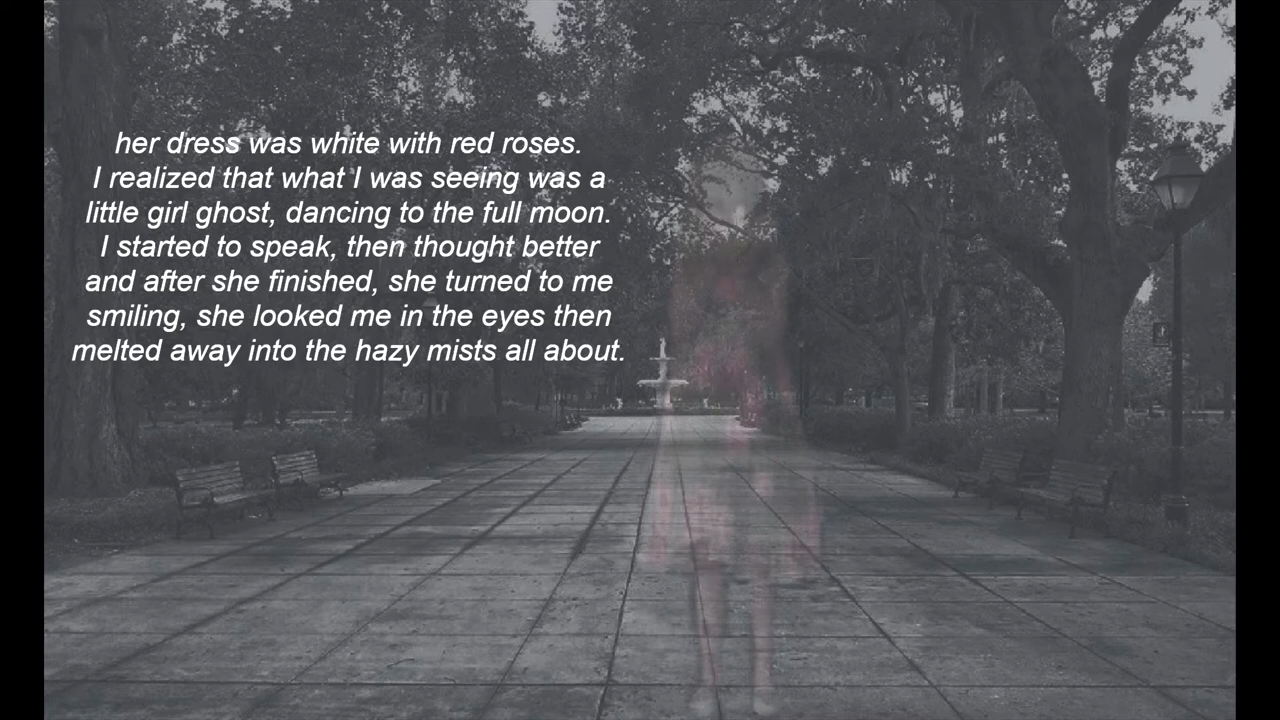 her dress was white with red roses.
I realized that what I was seeing was a
little girl ghost, dancing to the full moon.
I started to speak, then thought better
and after she finished, she turned to me
smiling, she looked me in the eyes then
melted away into the hazy mists all about.